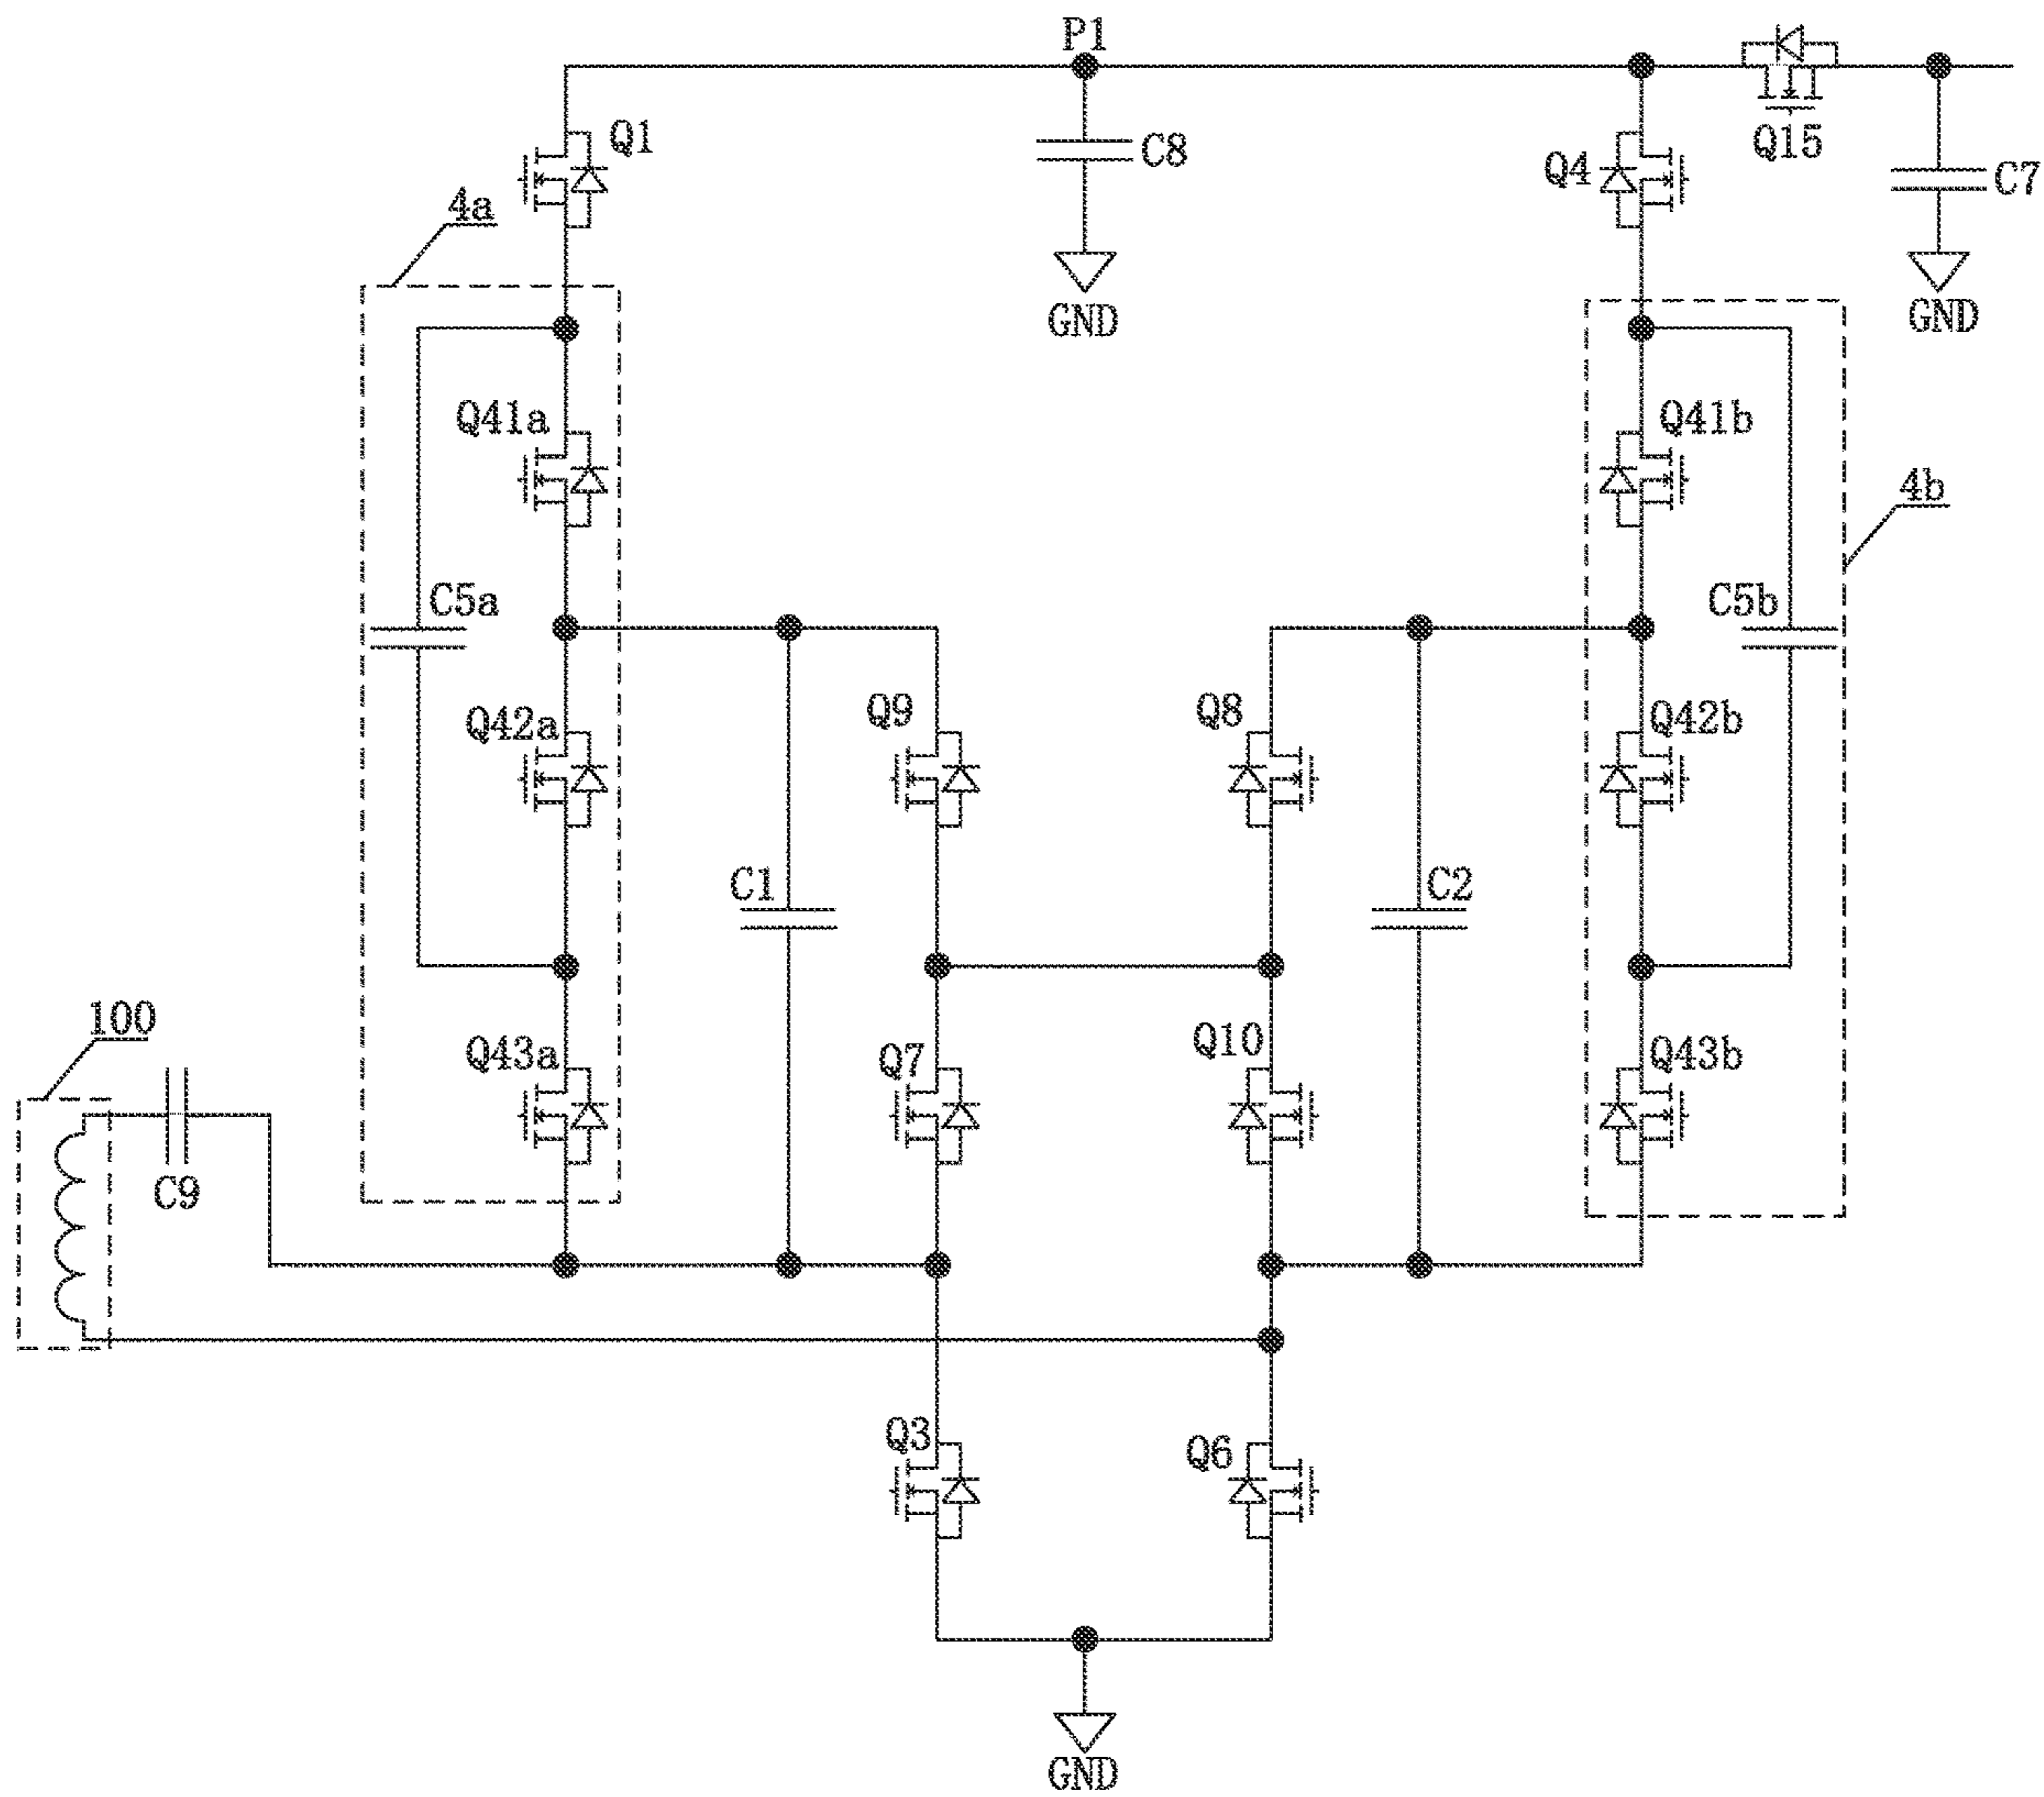 P1
Q1
C8
Q4
Q15
C7
4a
GND
GND
Q41a
Q41b
4b
C5a
C5b
Q42a
Q9
Q8
Q42b
C1
C2
100
Q43a
Q7
Q10
Q43b
C9
Q3
Q6
GND